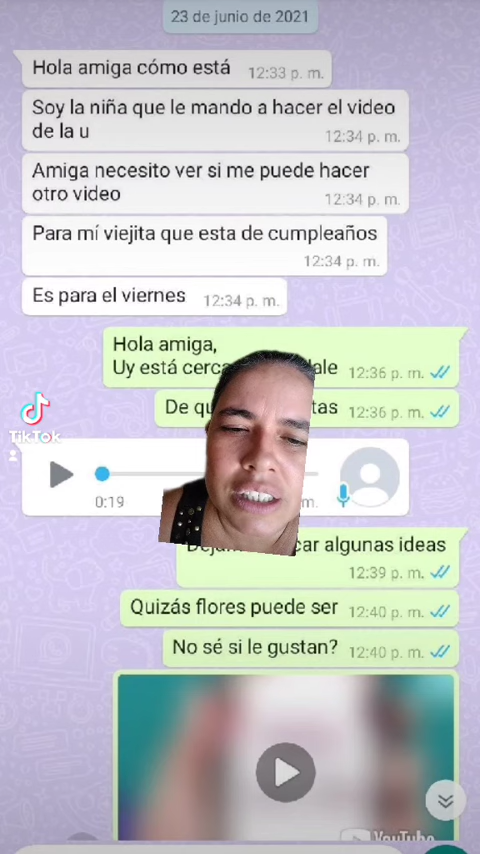 23 de junio de 2021
Hola amiga cómo está
12:33 p. m.
Soy la niña que le mando a hacer el video
de la u
12:34 p. m.
Amiga necesito ver si me puede hacer
otro video
12:34 p. m.
Para mí viejita que esta de cumpleaños
12:34 p. m.
Es para el viernes
12:34 p. m.
Hola amiga,
Uy está
12:36 p. m.
De
12:36 p. m.
TikTok
0:19
m.
algunas ideas
12:39 p. m.
Quizás flores puede ser
12:40 p. m.
No sé si le gustan?
12:40 p. m.
YouTube